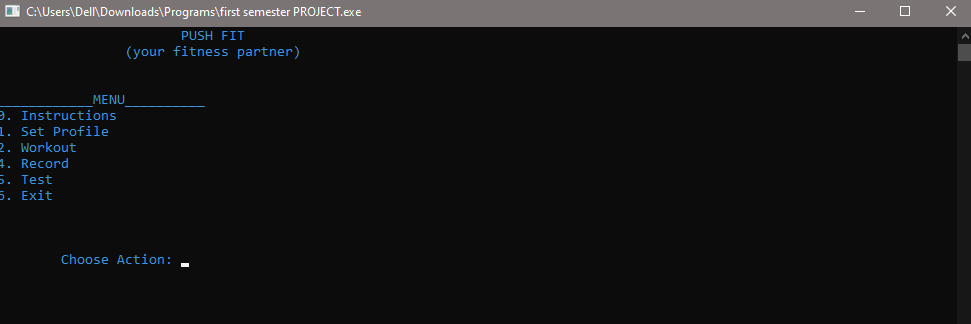 C:\Users\Dell\Downloads\Programs\first semester PROJECT.exe
PUSH FIT
(your fitness partner)
____________MENU__________
0. Instructions
1. Set Profile
2. Workout
4. Record
5. Test
6. Exit
Choose Action: